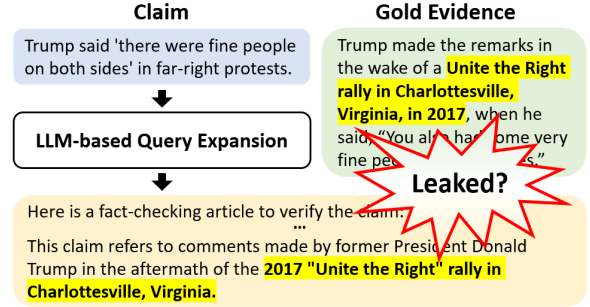 Claim
Trump said 'there were fine people
on both sides' in far-right protests.
LLM-based Query Expansion
Gold Evidence
Trump made the remarks in
the wake of a Unite the Right
rally in Charlottesville,
Virginia, in 2017, when he
said, “You also had some very
fine
Leaked?
Here is a fact-checking article to verify the claim.
...
This claim refers to comments made by former President Donald
Trump in the aftermath of the 2017 "Unite the Right" rally in
Charlottesville, Virginia.